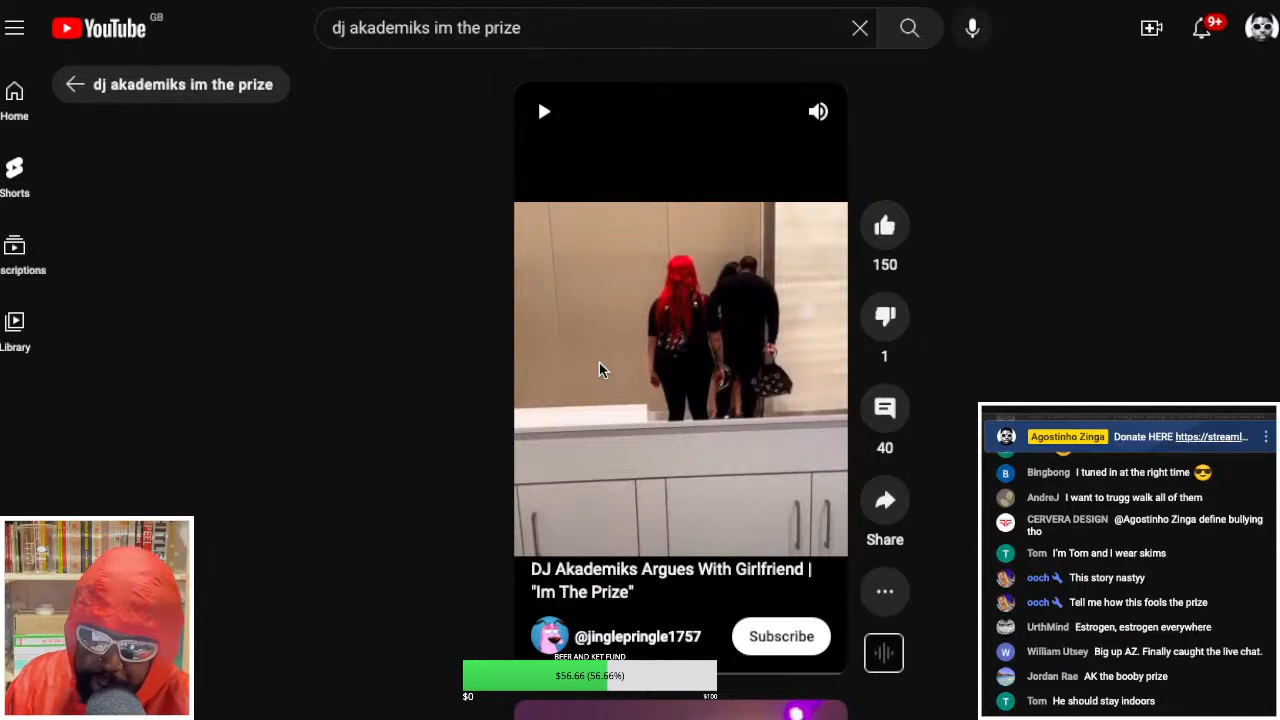 YouTube GB
dj akademiks im the prize
9+
dj akademiks im the prize
Home
Shorts
scriptions
Library
150
1
40
Share
DJ Akademiks Argues With Girlfriend |
"Im The Prize"
@jinglepringle1757
Subscribe
BEER AND KET FUND
$56.66 (56.66%)
$0
$100
Agostinho Zinga Donate HERE https://streaml...
B Bingbong I tuned in at the right time 😎
AndreJ I want to trugg walk all of them
CERVERA DESIGN @Agostinho Zinga define bullying
tho
T Tom I'm Tom and I wear skims
ooch This story nastyy
ooch Tell me how this fools the prize
UrthMind Estrogen, estrogen everywhere
W William Utsey Big up AZ. Finally caught the live chat.
Jordan Rae AK the booby prize
T Tom He should stay indoors